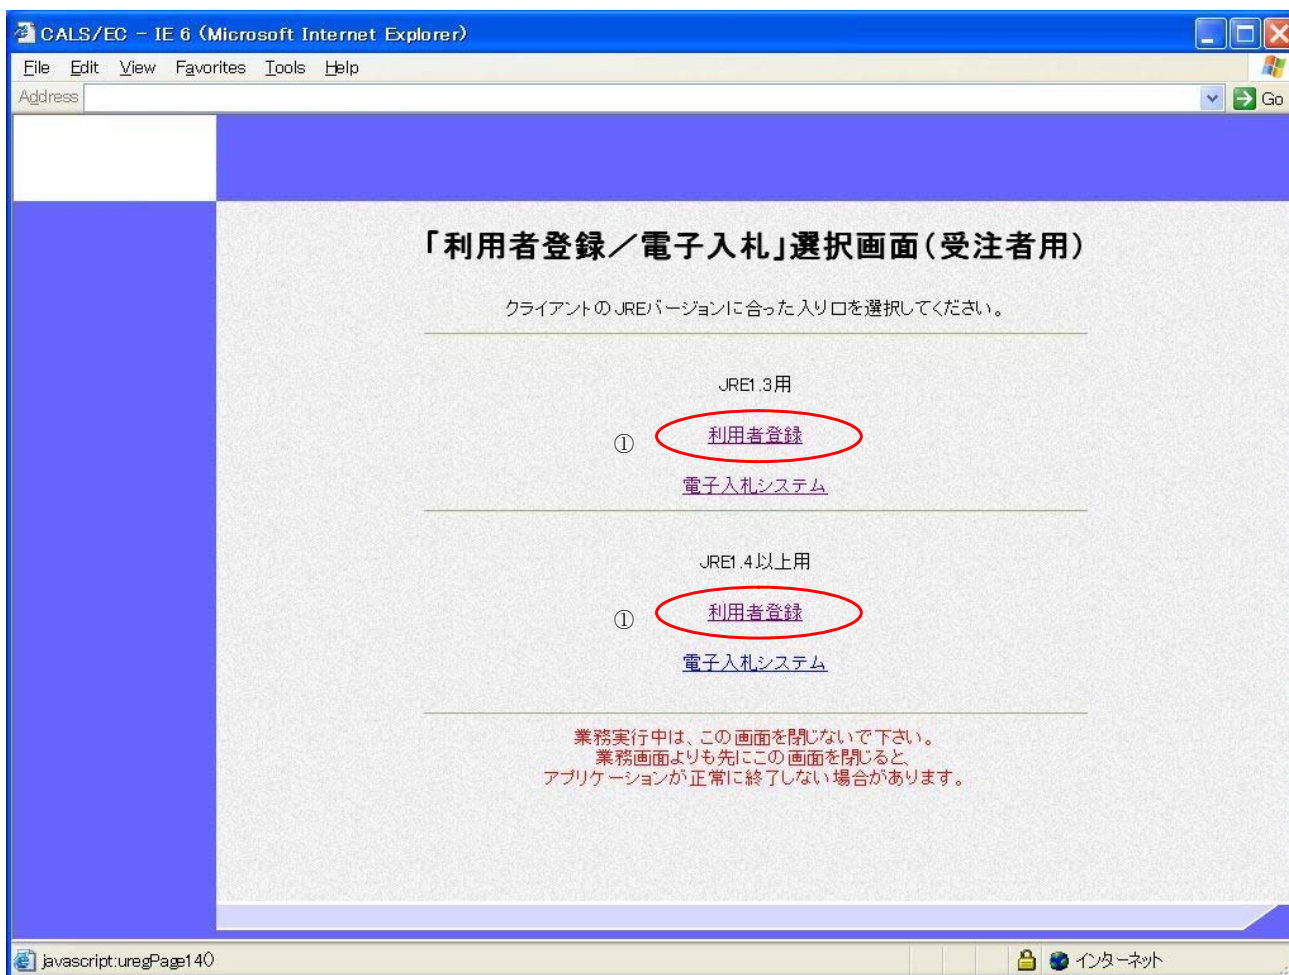 CALS/EC - IE 6 (Microsoft Internet Explorer)
File Edit View Favorites Tools Help
Address Go
「利用者登録／電子入札」選択画面（受注者用）
クライアントのJREバージョンに合った入り口を選択してください。
JRE1.3用
① 利用者登録
電子入札システム
JRE1.4以上用
① 利用者登録
電子入札システム
業務実行中は、この画面を閉じないで下さい。
業務画面よりも先にこの画面を閉じると、
アプリケーションが正常に終了しない場合があります。
javascript:uregPage14() インターネット